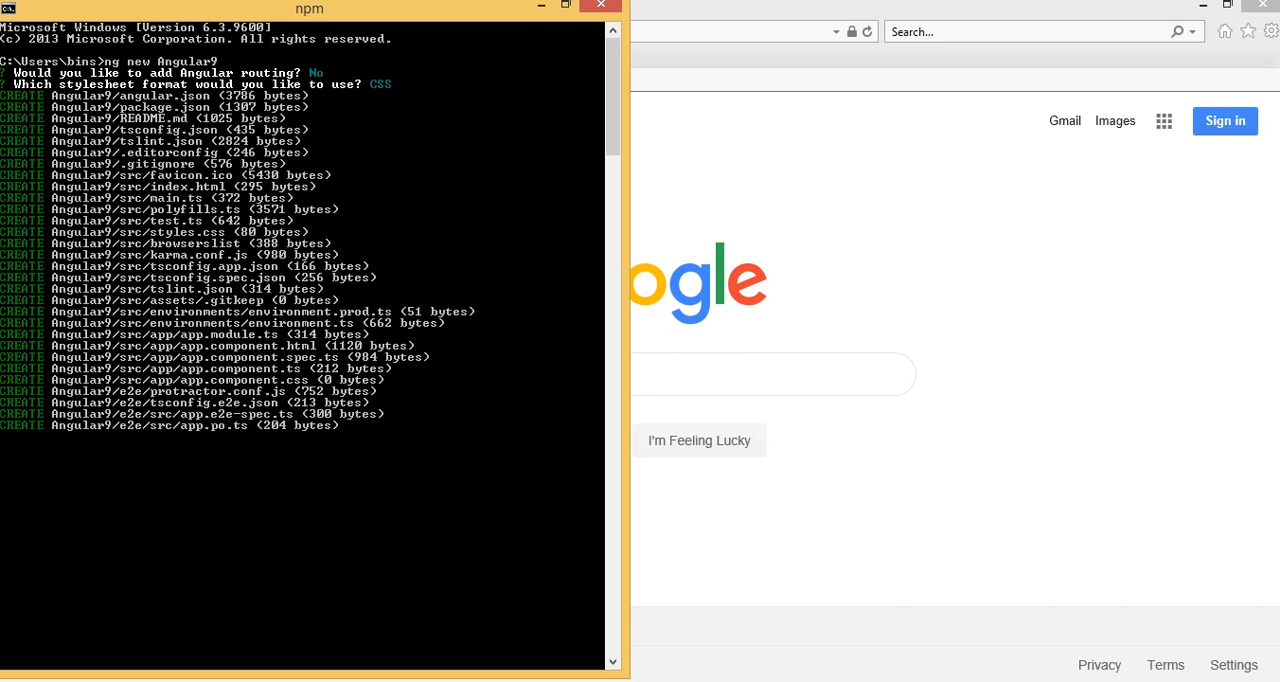 npm
Microsoft Windows [Version 6.3.9600]
(c) 2013 Microsoft Corporation. All rights reserved.
C:\Users\bins>ng new Angular9
? Would you like to add Angular routing? No
? Which stylesheet format would you like to use? CSS
CREATE Angular9/angular.json (3786 bytes)
CREATE Angular9/package.json (1307 bytes)
CREATE Angular9/README.md (1025 bytes)
CREATE Angular9/tsconfig.json (435 bytes)
CREATE Angular9/tslint.json (2824 bytes)
CREATE Angular9/.editorconfig (246 bytes)
CREATE Angular9/.gitignore (576 bytes)
CREATE Angular9/src/favicon.ico (5430 bytes)
CREATE Angular9/src/index.html (295 bytes)
CREATE Angular9/src/main.ts (372 bytes)
CREATE Angular9/src/polyfills.ts (3571 bytes)
CREATE Angular9/src/test.ts (642 bytes)
CREATE Angular9/src/styles.css (80 bytes)
CREATE Angular9/src/browserslist (388 bytes)
CREATE Angular9/src/karma.conf.js (980 bytes)
CREATE Angular9/src/tsconfig.app.json (166 bytes)
CREATE Angular9/src/tsconfig.spec.json (256 bytes)
CREATE Angular9/src/tslint.json (314 bytes)
CREATE Angular9/src/assets/.gitkeep (0 bytes)
CREATE Angular9/src/environments/environment.prod.ts (51 bytes)
CREATE Angular9/src/environments/environment.ts (662 bytes)
CREATE Angular9/src/app/app.module.ts (314 bytes)
CREATE Angular9/src/app/app.component.html (1120 bytes)
CREATE Angular9/src/app/app.component.spec.ts (984 bytes)
CREATE Angular9/src/app/app.component.ts (212 bytes)
CREATE Angular9/src/app/app.component.css (0 bytes)
CREATE Angular9/e2e/protractor.conf.js (752 bytes)
CREATE Angular9/e2e/tsconfig.e2e.json (213 bytes)
CREATE Angular9/e2e/src/app.e2e-spec.ts (300 bytes)
CREATE Angular9/e2e/src/app.po.ts (204 bytes)
Search...
Gmail Images Sign in
ogle
I'm Feeling Lucky
Privacy Terms Settings